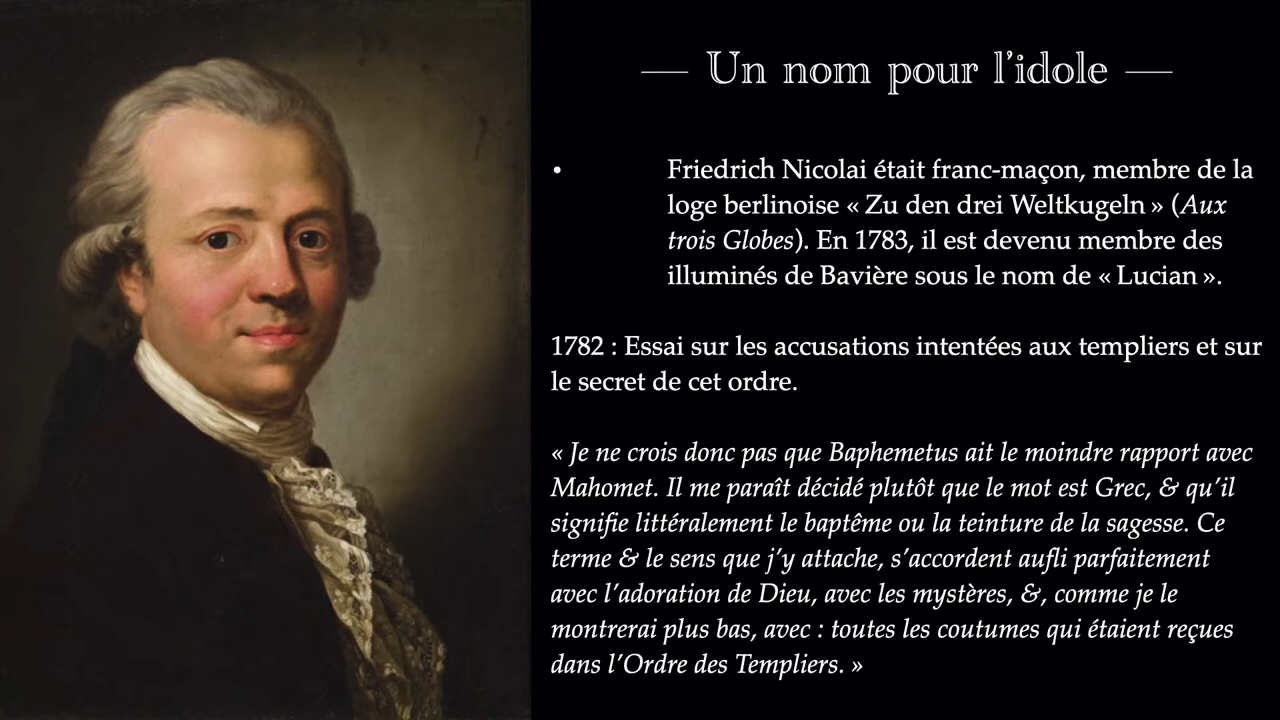 — Un nom pour l'idole —
• Friedrich Nicolai était franc-maçon, membre de la
loge berlinoise « Zu den drei Weltkugeln » (Aux
trois Globes). En 1783, il est devenu membre des
illuminés de Bavière sous le nom de « Lucian ».
1782 : Essai sur les accusations intentées aux templiers et sur
le secret de cet ordre.
« Je ne crois donc pas que Baphemetus ait le moindre rapport avec
Mahomet. Il me paraît décidé plutôt que le mot est Grec, & qu'il
signifie littéralement le baptême ou la teinture de la sagesse. Ce
terme & le sens que j'y attache, s'accordent aufli parfaitement
avec l'adoration de Dieu, avec les mystères, &, comme je le
montrerai plus bas, avec : toutes les coutumes qui étaient reçues
dans l'Ordre des Templiers. »